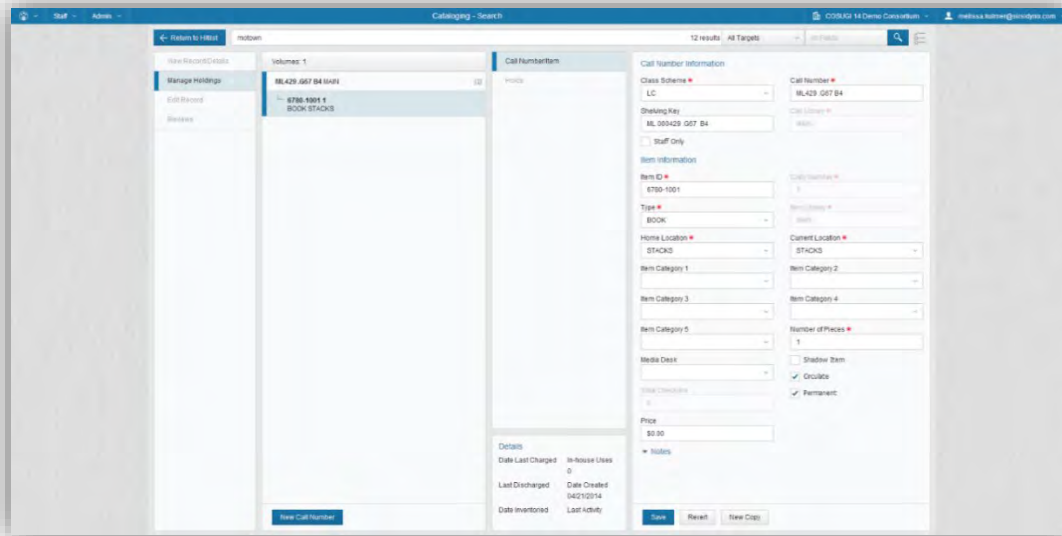 Staff Admin Cataloging - Search COSUGI 14 Demo Consortium
Return to Hitlist motown 12 results All Targets All Fields
View Record/Details
Manage Holdings
Edit Record
Reviews
Volumes: 1
ML429 .G67 B4 MAIN
6780-1001 1
BOOK STACKS
New Call Number
Call Number/Item
Holds
Details
Date Last Charged In-house Uses
0
Last Discharged Date Created
04/21/2014
Date Inventoried Last Activity
Call Number Information
Class Scheme * Call Number *
LC ML429 .G67 B4
Shelving Key Call Library *
ML 000429 .G67 B4 MAIN
Staff Only
Item Information
Item ID * Copy Number *
6780-1001 1
Type * Item Library *
BOOK MAIN
Home Location * Current Location *
STACKS STACKS
Item Category 1 Item Category 2
Item Category 3 Item Category 4
Item Category 5 Number of Pieces *
1
Media Desk Shadow Item
Circulate
Total Checkouts Permanent
0
Price
$0.00
Notes
Save Revert New Copy